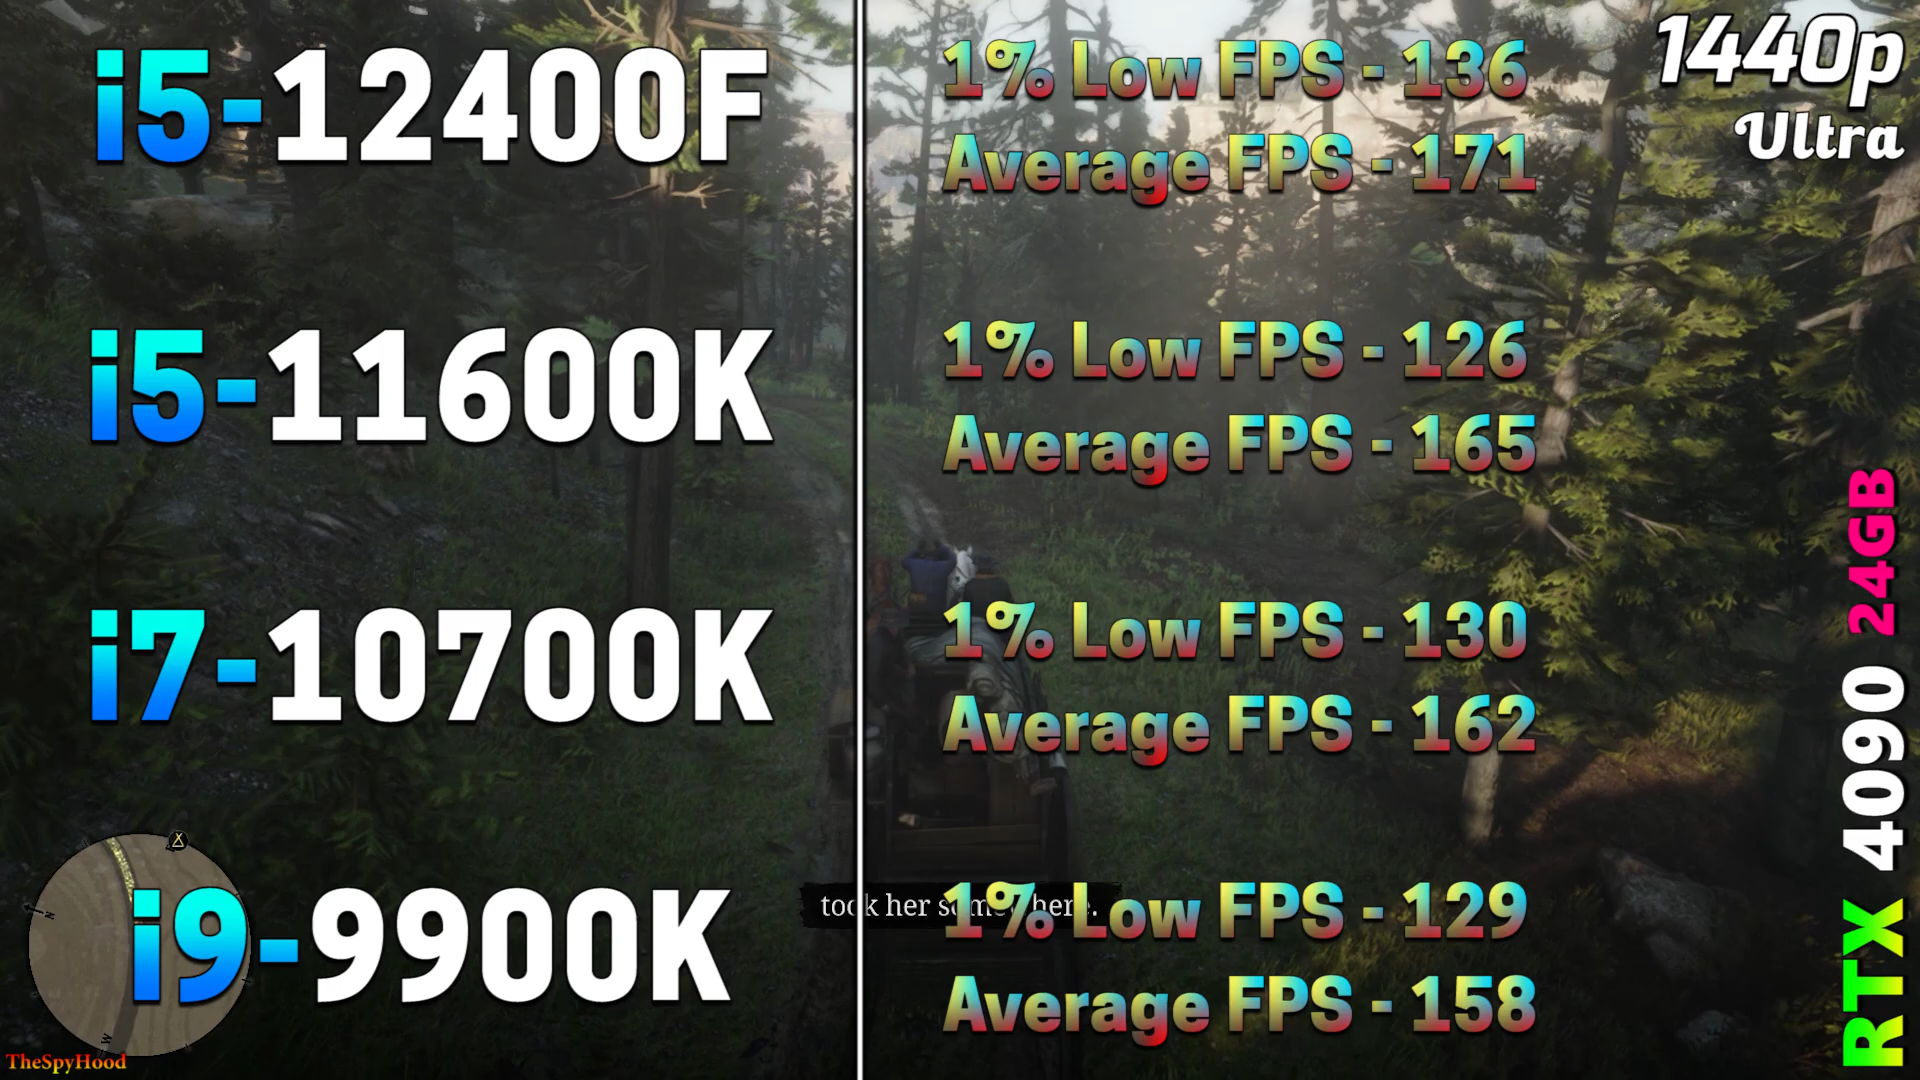 i5-12400F
1% Low FPS - 136
Average FPS - 171
1440p
Ultra
i5-11600K
1% Low FPS - 126
Average FPS - 165
i7-10700K
1% Low FPS - 130
Average FPS - 162
i9-9900K
1% Low FPS - 129
Average FPS - 158
took her somewhere.
RTX 4090 24GB
N
W
X
TheSpyHood